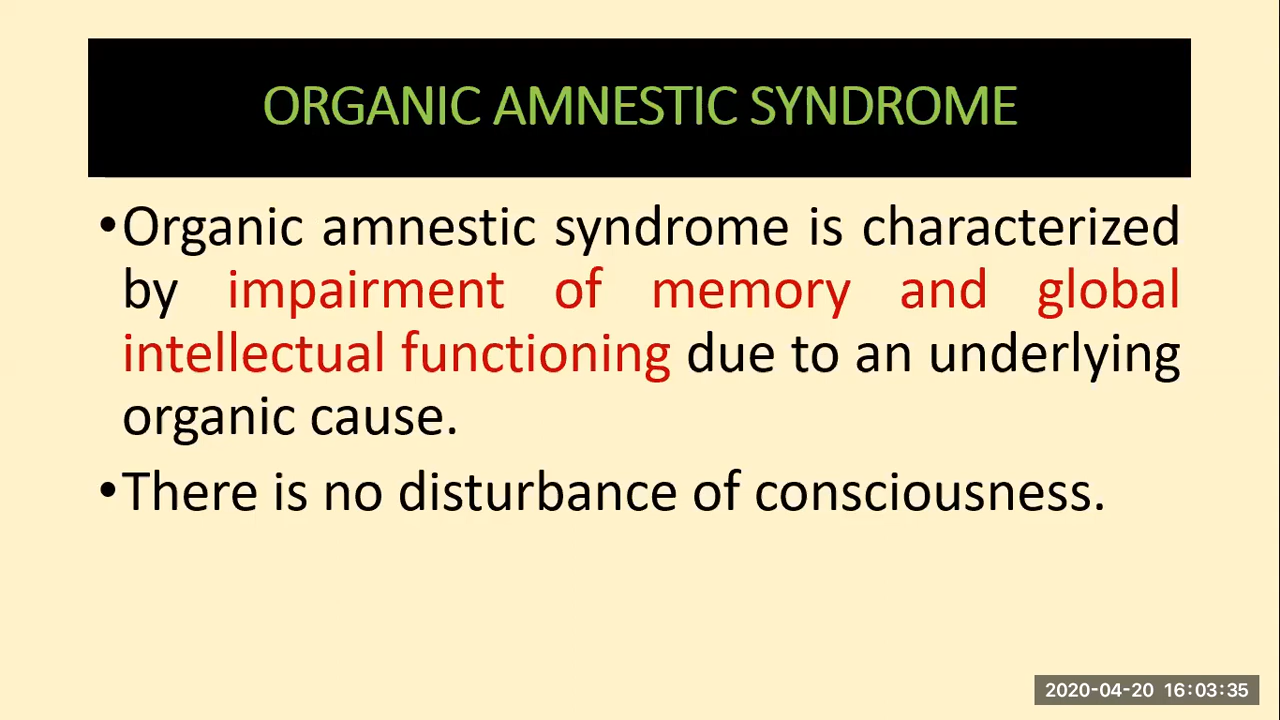 ORGANIC AMNESTIC SYNDROME
•Organic amnestic syndrome is characterized
by impairment of memory and global
intellectual functioning due to an underlying
organic cause.
•There is no disturbance of consciousness.
2020-04-20 16:03:35